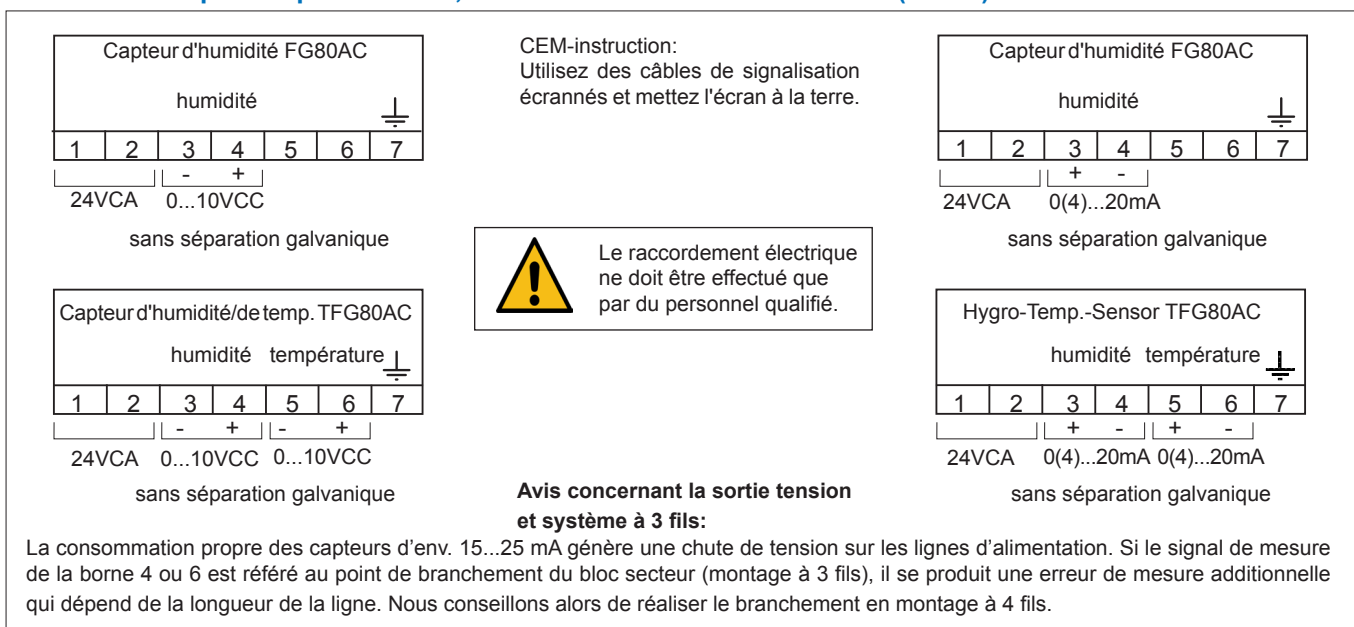 Capteur d'humidité FG80AC
humidité
1 2 3 4 5 6 7
- +
24VCA 0...10VCC
sans séparation galvanique
CEM-instruction:
Utilisez des câbles de signalisation
écrannés et mettez l'écran à la terre.
Capteur d'humidité FG80AC
humidité
1 2 3 4 5 6 7
+ -
24VCA 0(4)...20mA
sans séparation galvanique
Le raccordement électrique
ne doit être effectué que
par du personnel qualifié.
Capteur d'humidité/de temp. TFG80AC
humidité température
1 2 3 4 5 6 7
- + - +
24VCA 0...10VCC 0...10VCC
sans séparation galvanique
Hygro-Temp.-Sensor TFG80AC
humidité température
1 2 3 4 5 6 7
+ - + -
24VCA 0(4)...20mA 0(4)...20mA
sans séparation galvanique
Avis concernant la sortie tension
et système à 3 fils:
La consommation propre des capteurs d'env. 15...25 mA génère une chute de tension sur les lignes d'alimentation. Si le signal de mesure
de la borne 4 ou 6 est référé au point de branchement du bloc secteur (montage à 3 fils), il se produit une erreur de mesure additionnelle
qui dépend de la longueur de la ligne. Nous conseillons alors de réaliser le branchement en montage à 4 fils.